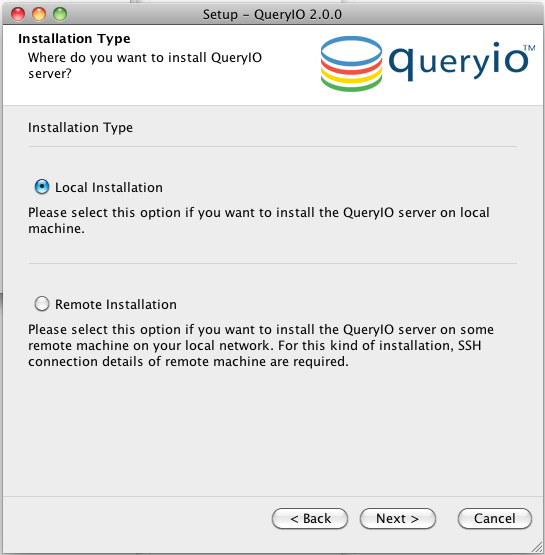 Setup – QueryIO 2.0.0
Installation Type
Where do you want to install QueryIO
server?
queryio™
Installation Type
Local Installation
Please select this option if you want to install the QueryIO server on local
machine.
Remote Installation
Please select this option if you want to install the QueryIO server on some
remote machine on your local network. For this kind of installation, SSH
connection details of remote machine are required.
< Back Next > Cancel